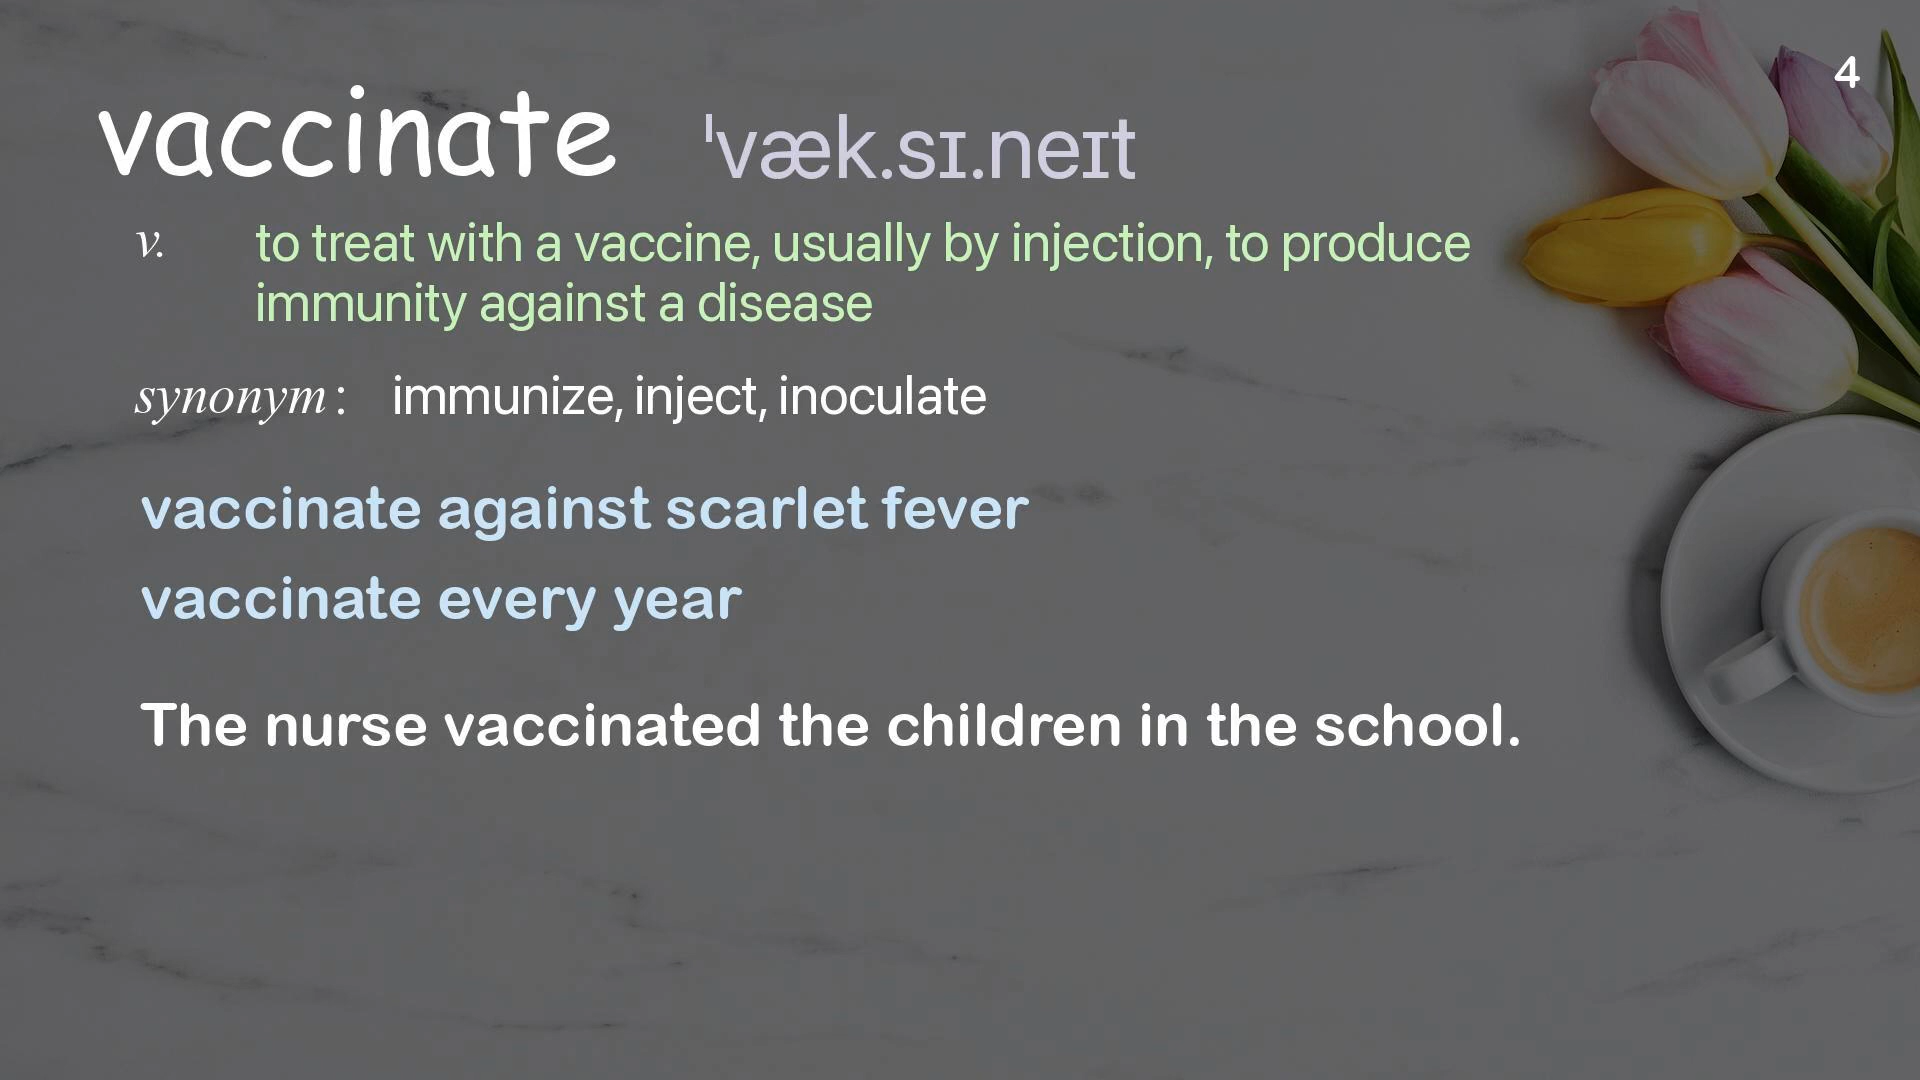 4
vaccinate ˈvæk.sɪ.neɪt
v. to treat with a vaccine, usually by injection, to produce
immunity against a disease
synonym : immunize, inject, inoculate
vaccinate against scarlet fever
vaccinate every year
The nurse vaccinated the children in the school.